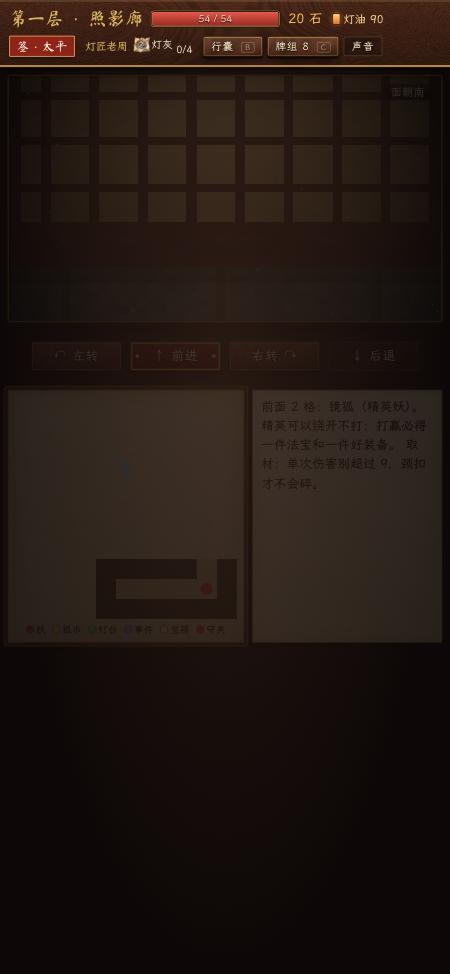 第一层 · 照影廊 54 / 54 20 石 灯油 90
签 · 太平 灯匠老周 灯灰 0/4 行囊 B 牌组 8 C 声音
面朝南
左转 前进 右转 后退
前面 2 格：镜狐（精英妖）。
精英可以绕开不打；打赢必得
一件法宝和一件好装备。 取
材：单次伤害别超过 9，颈扣
才不会碎。
妖 狐市 灯台 事件 宝箱 守关